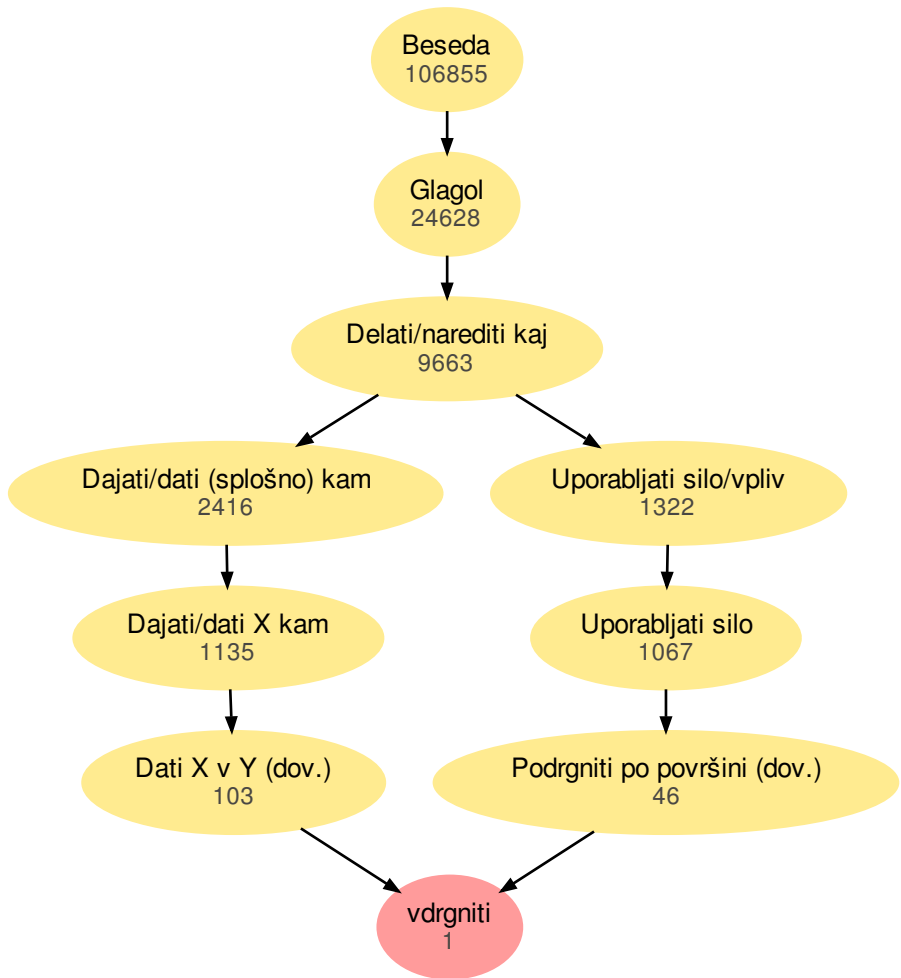 Beseda
106855
Glagol
24628
Delati/narediti kaj
9663
Dajati/dati (splošno) kam
2416
Uporabljati silo/vpliv
1322
Dajati/dati X kam
1135
Uporabljati silo
1067
Dati X v Y (dov.)
103
Podrgniti po površini (dov.)
46
vdrgniti
1